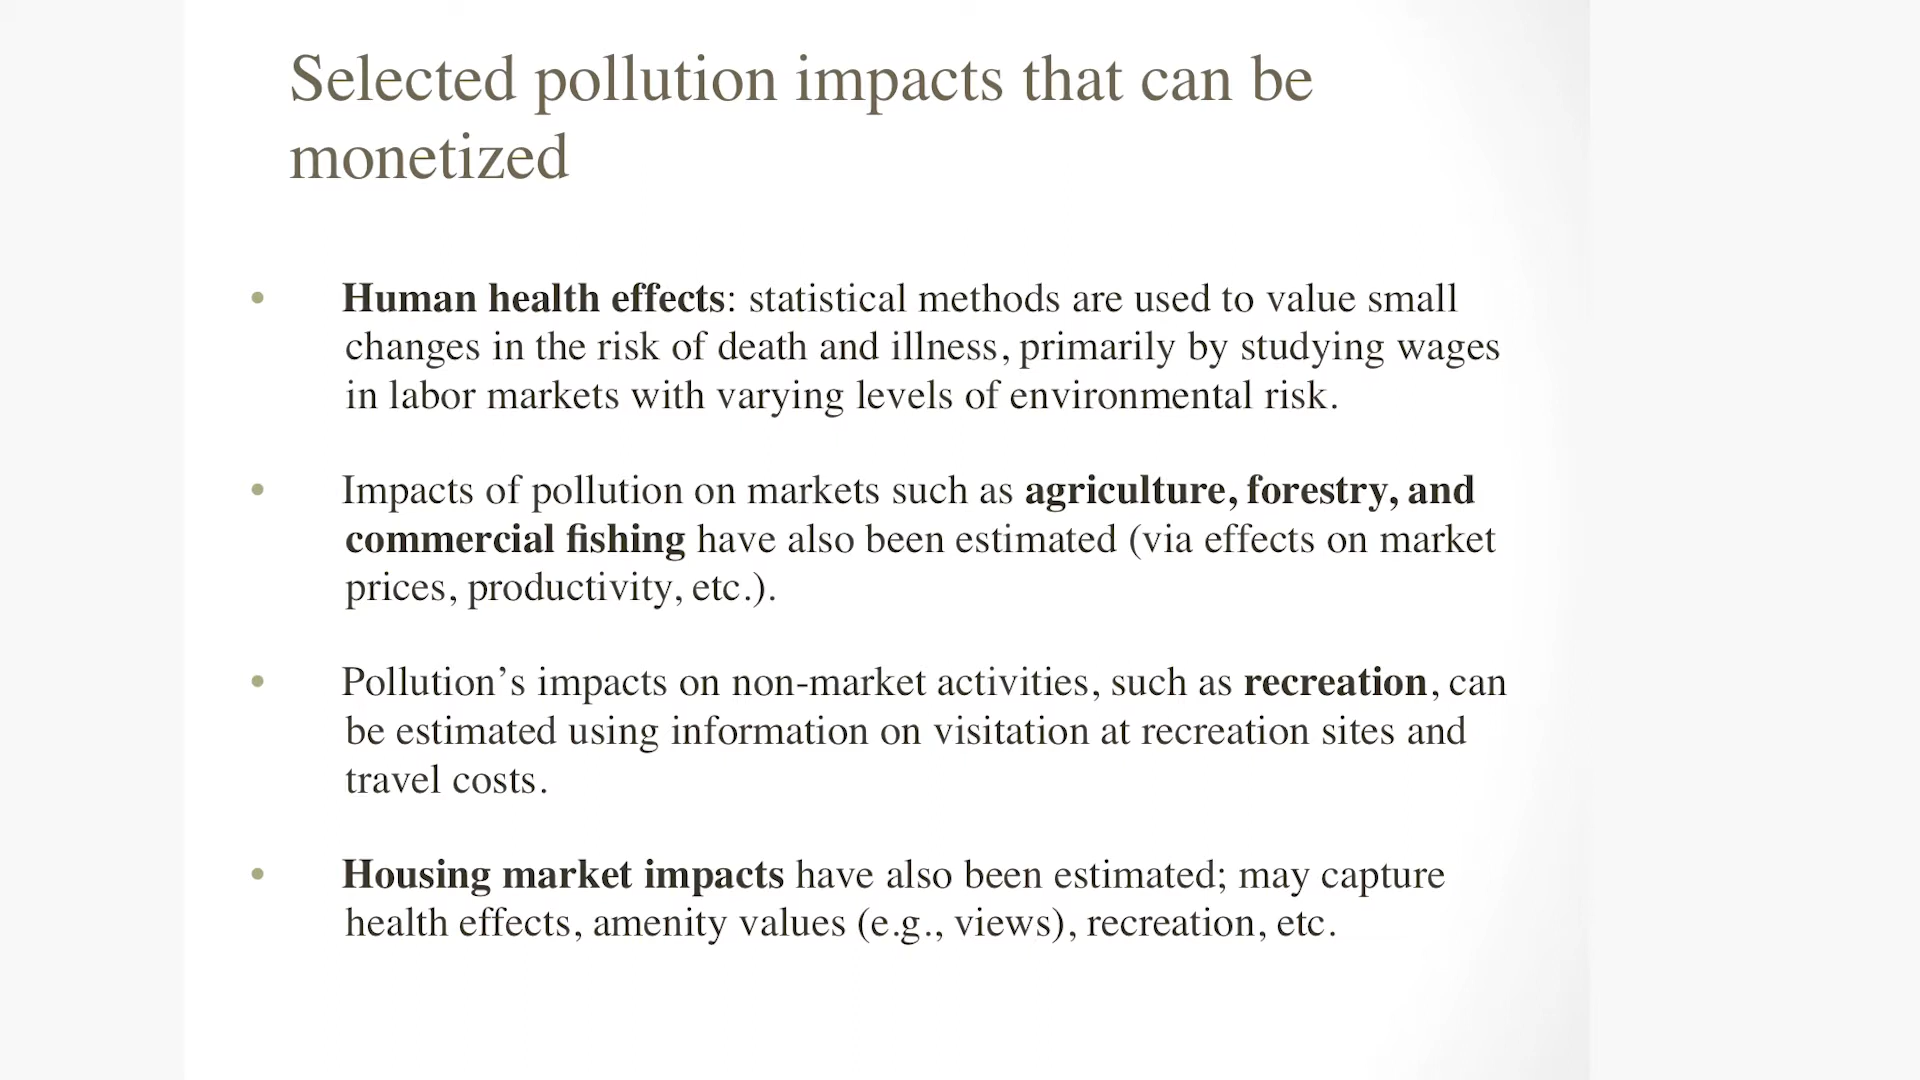 Selected pollution impacts that can be
monetized
• Human health effects: statistical methods are used to value small
changes in the risk of death and illness, primarily by studying wages
in labor markets with varying levels of environmental risk.
• Impacts of pollution on markets such as agriculture, forestry, and
commercial fishing have also been estimated (via effects on market
prices, productivity, etc.).
• Pollution’s impacts on non-market activities, such as recreation, can
be estimated using information on visitation at recreation sites and
travel costs.
• Housing market impacts have also been estimated; may capture
health effects, amenity values (e.g., views), recreation, etc.